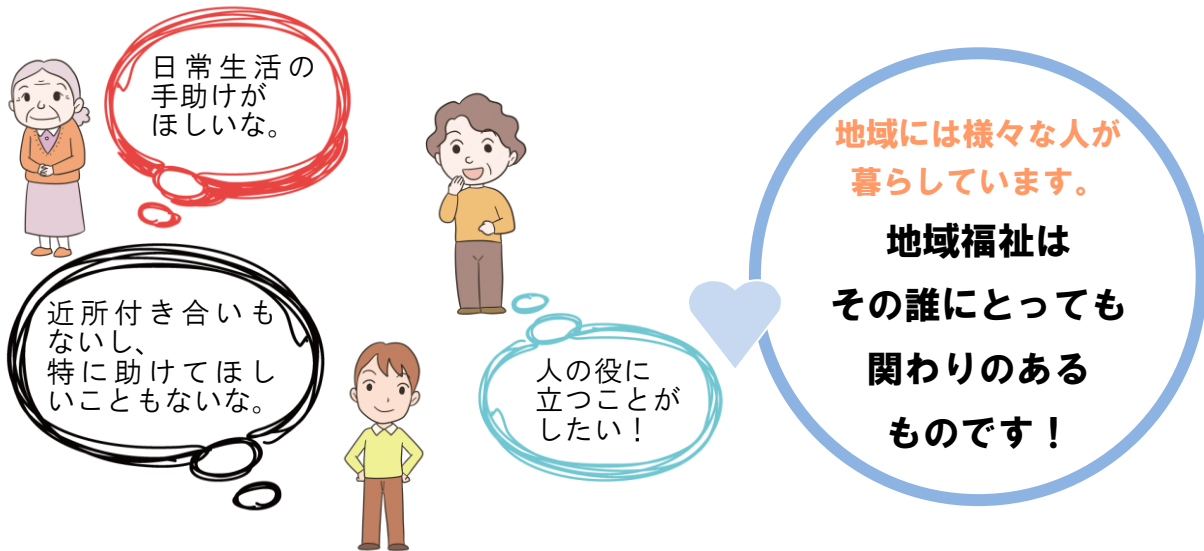 日常生活の
手助けが
ほしいな。
近所付き合いも
ないし、
特に助けてほし
いこともないな。
人の役に
立つことが
したい！
地域には様々な人が
暮らしています。
地域福祉は
その誰にとっても
関わりのある
ものです！